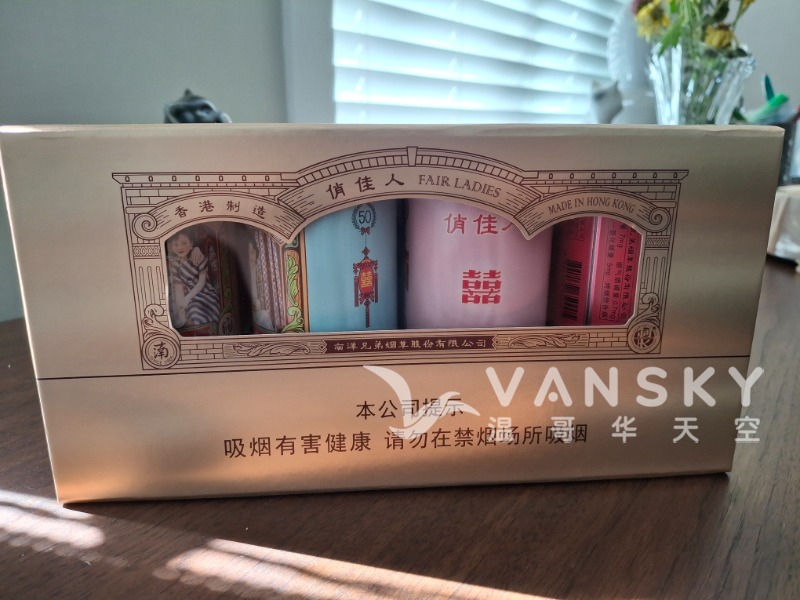 俏佳人 FAIR LADIES
香港制造
MADE IN HONG KONG
50
俏佳人
囍
南
南洋兄弟烟草股份有限公司
本公司提示
吸烟有害健康 请勿在禁烟场所吸烟
VANSKY
温哥华天空